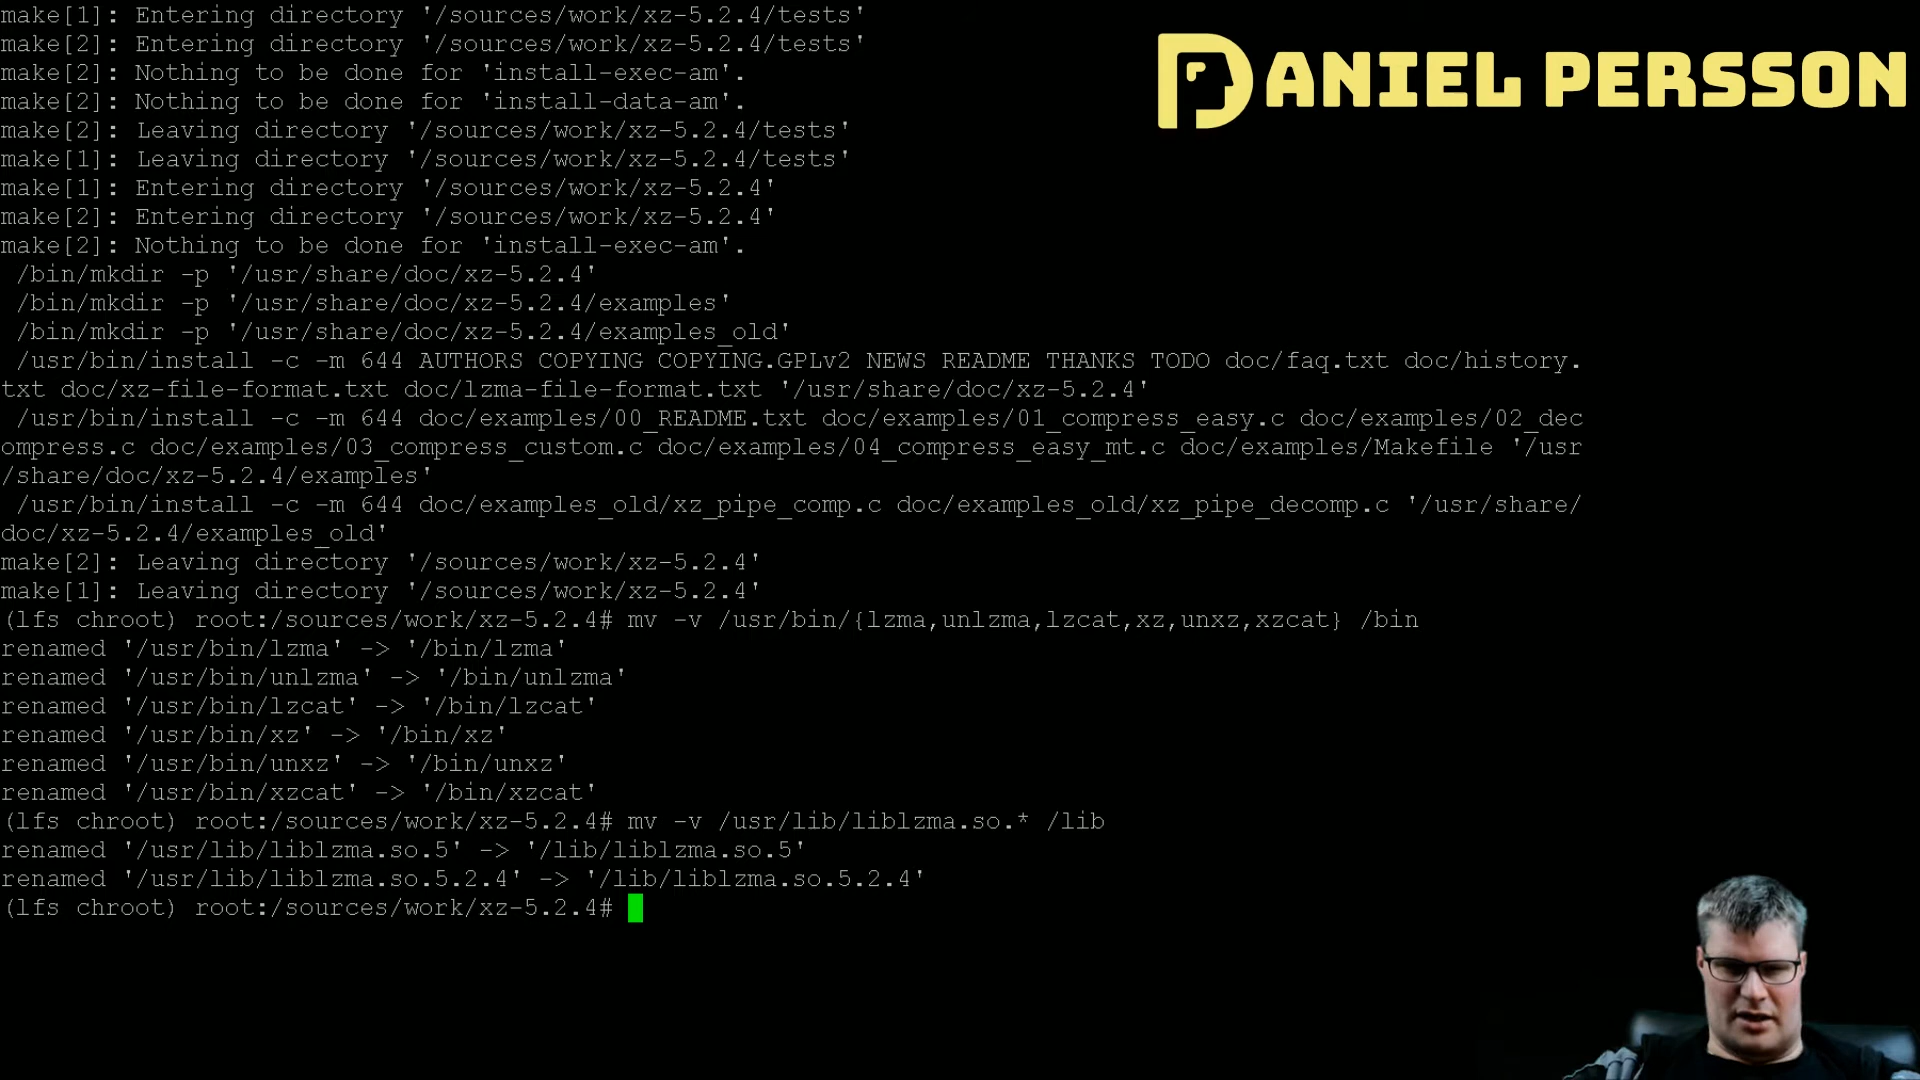 make[1]: Entering directory '/sources/work/xz-5.2.4/tests'
make[2]: Entering directory '/sources/work/xz-5.2.4/tests'
make[2]: Nothing to be done for 'install-exec-am'.
make[2]: Nothing to be done for 'install-data-am'.
make[2]: Leaving directory '/sources/work/xz-5.2.4/tests'
make[1]: Leaving directory '/sources/work/xz-5.2.4/tests'
make[1]: Entering directory '/sources/work/xz-5.2.4'
make[2]: Entering directory '/sources/work/xz-5.2.4'
make[2]: Nothing to be done for 'install-exec-am'.
 /bin/mkdir -p '/usr/share/doc/xz-5.2.4'
 /bin/mkdir -p '/usr/share/doc/xz-5.2.4/examples'
 /bin/mkdir -p '/usr/share/doc/xz-5.2.4/examples_old'
 /usr/bin/install -c -m 644 AUTHORS COPYING COPYING.GPLv2 NEWS README THANKS TODO doc/faq.txt doc/history.
txt doc/xz-file-format.txt doc/lzma-file-format.txt '/usr/share/doc/xz-5.2.4'
 /usr/bin/install -c -m 644 doc/examples/00_README.txt doc/examples/01_compress_easy.c doc/examples/02_dec
ompress.c doc/examples/03_compress_custom.c doc/examples/04_compress_easy_mt.c doc/examples/Makefile '/usr
/share/doc/xz-5.2.4/examples'
 /usr/bin/install -c -m 644 doc/examples_old/xz_pipe_comp.c doc/examples_old/xz_pipe_decomp.c '/usr/share/
doc/xz-5.2.4/examples_old'
make[2]: Leaving directory '/sources/work/xz-5.2.4'
make[1]: Leaving directory '/sources/work/xz-5.2.4'
(lfs chroot) root:/sources/work/xz-5.2.4# mv -v /usr/bin/{lzma,unlzma,lzcat,xz,unxz,xzcat} /bin
renamed '/usr/bin/lzma' -> '/bin/lzma'
renamed '/usr/bin/unlzma' -> '/bin/unlzma'
renamed '/usr/bin/lzcat' -> '/bin/lzcat'
renamed '/usr/bin/xz' -> '/bin/xz'
renamed '/usr/bin/unxz' -> '/bin/unxz'
renamed '/usr/bin/xzcat' -> '/bin/xzcat'
(lfs chroot) root:/sources/work/xz-5.2.4# mv -v /usr/lib/liblzma.so.* /lib
renamed '/usr/lib/liblzma.so.5' -> '/lib/liblzma.so.5'
renamed '/usr/lib/liblzma.so.5.2.4' -> '/lib/liblzma.so.5.2.4'
(lfs chroot) root:/sources/work/xz-5.2.4#
DANIEL PERSSON